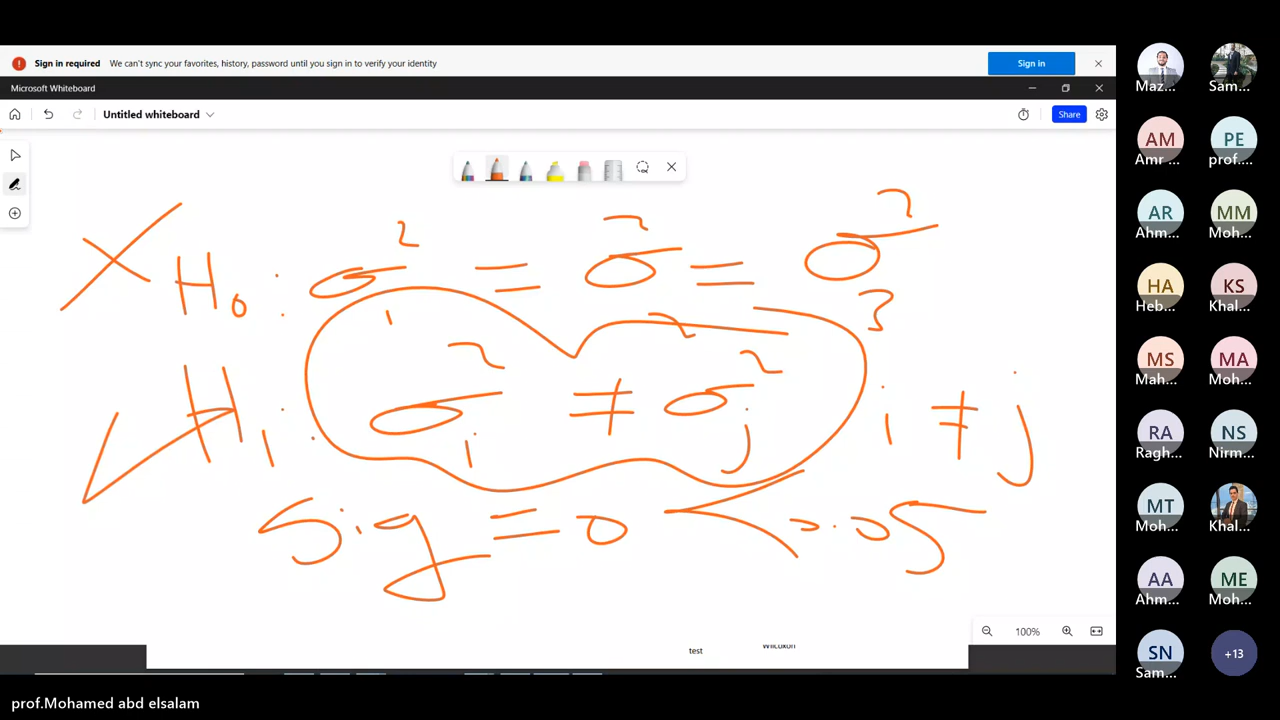 Sign required We can't sync your favorites, history, password until you sign in to verify your identity Sign in
Microsoft Whiteboard
Untitled whiteboard Share
H₀ : σ₁² = σ² = σ₃²
H₁ : σᵢ² ≠ σⱼ² i ≠ j
Sig = 0 < 0.05
100%
test Wilcoxon
prof.Mohamed abd elsalam
Maz...
Sam...
AM
Amr ...
PE
prof....
AR
Ahm...
MM
Moh...
HA
Heb...
KS
Khal...
MS
Mah...
MA
Moh...
RA
Ragh...
NS
Nirm...
MT
Moh...
Khal...
AA
Ahm...
ME
Moh...
SN
Sam...
+13